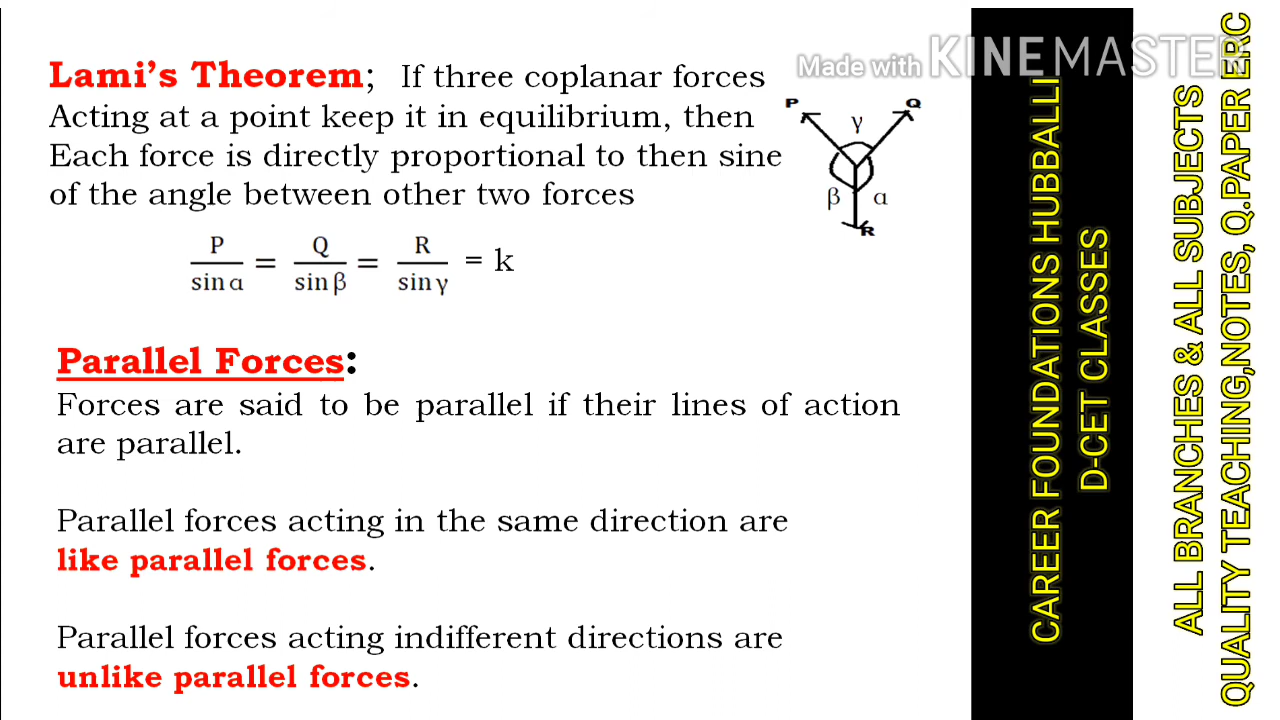 Lami's Theorem; If three coplanar forces
Acting at a point keep it in equilibrium, then
Each force is directly proportional to then sine
of the angle between other two forces
P/sin α = Q/sin β = R/sin γ = k
P
Q
γ
β
α
R
Parallel Forces:
Forces are said to be parallel if their lines of action
are parallel.
Parallel forces acting in the same direction are
like parallel forces.
Parallel forces acting indifferent directions are
unlike parallel forces.
Made with KINEMASTER
CAREER FOUNDATIONS HUBBALLI
D-CET CLASSES
ALL BRANCHES & ALL SUBJECTS
QUALITY TEACHING,NOTES, Q.PAPER ERC